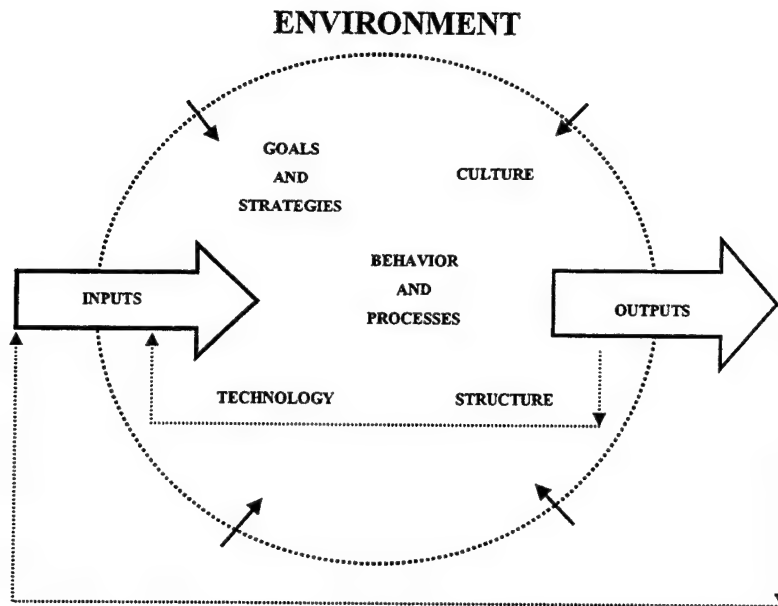 ENVIRONMENT
GOALS
AND
STRATEGIES
CULTURE
BEHAVIOR
AND
PROCESSES
INPUTS
OUTPUTS
TECHNOLOGY
STRUCTURE